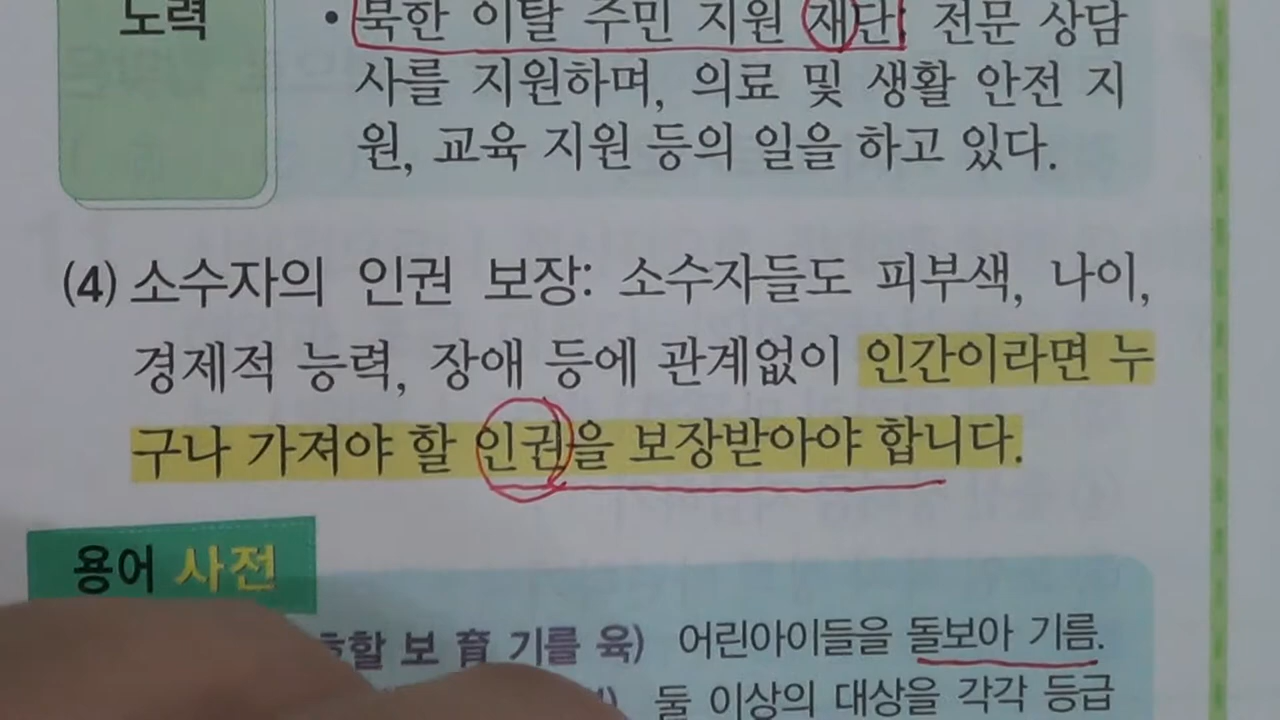 노력
• 북한 이탈 주민 지원 재단: 전문 상담
사를 지원하며, 의료 및 생활 안전 지
원, 교육 지원 등의 일을 하고 있다.
(4) 소수자의 인권 보장: 소수자들도 피부색, 나이,
경제적 능력, 장애 등에 관계없이 인간이라면 누
구나 가져야 할 인권을 보장받아야 합니다.
용어 사전
보 育 기를 육) 어린아이들을 돌보아 기름.
둘 이상의 대상을 각각 등급